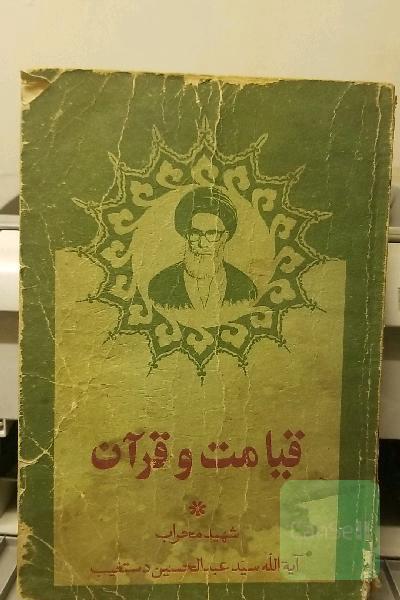 قیامت و قرآن
*
شهید محراب
آیة الله سید عبدالحسین دستغیب